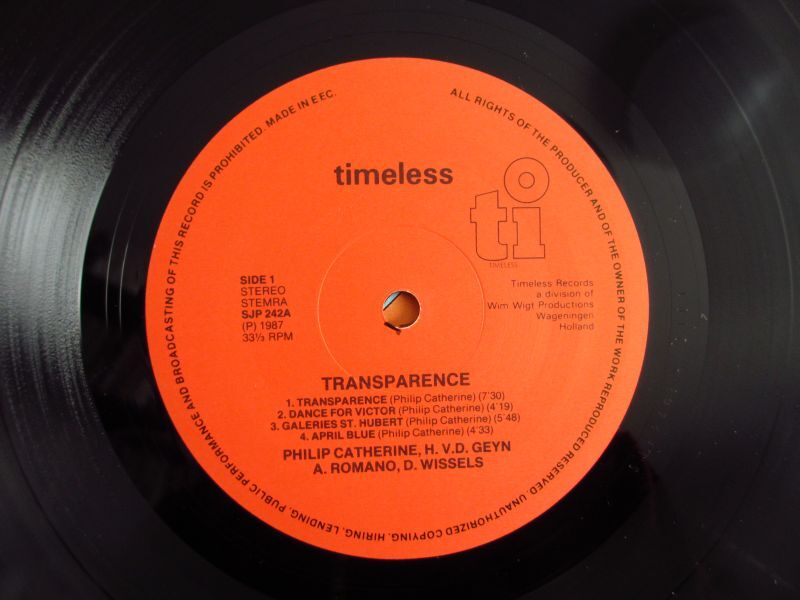 ALL RIGHTS OF THE PRODUCER AND OF THE OWNER OF THE WORK REPRODUCED RESERVED. UNAUTHORIZED COPYING, HIRING, LENDING, PUBLIC PERFORMANCE AND BROADCASTING OF THIS RECORD IS PROHIBITED. MADE IN EEC.
timeless
ti
TIMELESS
SIDE 1
STEREO
STEMRA
SJP 242A
(P) 1987
33⅓ RPM
Timeless Records
a division of
Wim Wigt Productions
Wageningen
Holland
TRANSPARENCE
1. TRANSPARENCE (Philip Catherine) (7'30)
2. DANCE FOR VICTOR (Philip Catherine) (4'19)
3. GALERIES ST. HUBERT (Philip Catherine) (5'48)
4. APRIL BLUE (Philip Catherine) (4'33)
PHILIP CATHERINE, H. V.D. GEYN
A. ROMANO, D. WISSELS